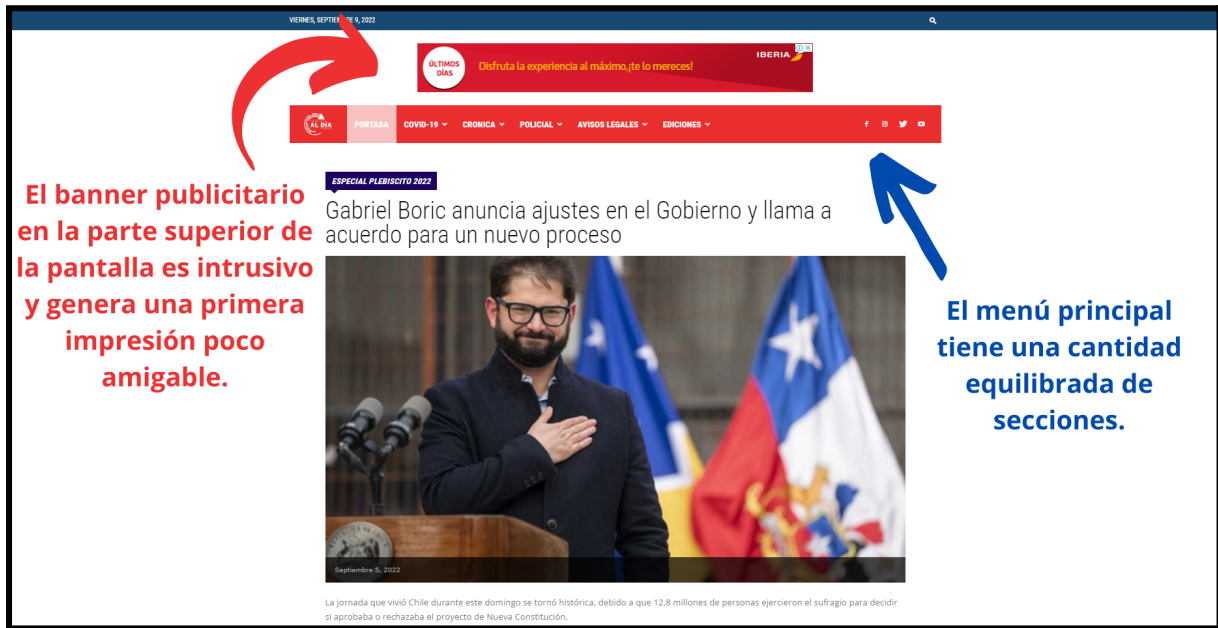 VIERNES, SEPTIEMBRE 9, 2022
ÚLTIMOS
DÍAS
Disfruta la experiencia al máximo,¡te lo mereces!
IBERIA
AL DÍA
PORTADA COVID-19 CRONICA POLICIAL AVISOS LEGALES EDICIONES
ESPECIAL PLEBISCITO 2022
Gabriel Boric anuncia ajustes en el Gobierno y llama a
acuerdo para un nuevo proceso
El banner publicitario
en la parte superior de
la pantalla es intrusivo
y genera una primera
impresión poco
amigable.
El menú principal
tiene una cantidad
equilibrada de
secciones.
Septiembre 5, 2022
La jornada que vivió Chile durante este domingo se tornó histórica, debido a que 12,8 millones de personas ejercieron el sufragio para decidir
si aprobaba o rechazaba el proyecto de Nueva Constitución.